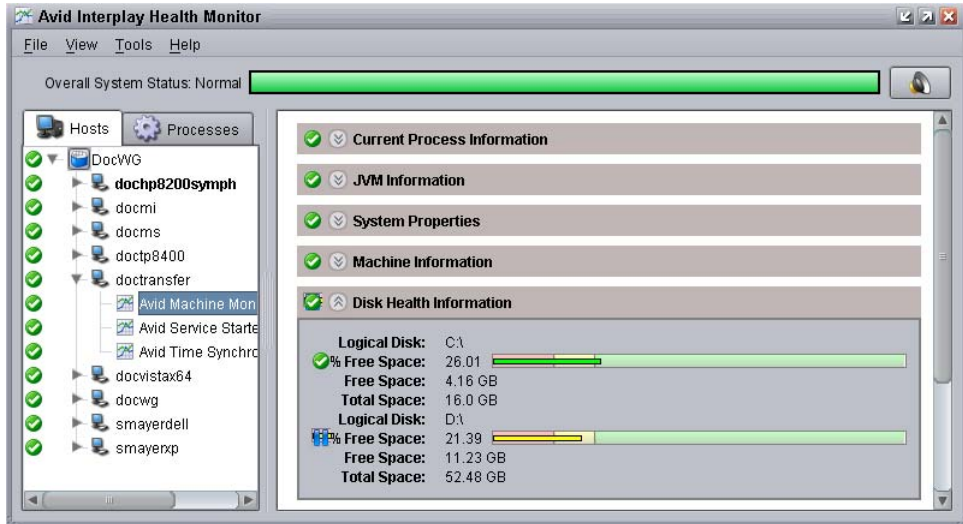 Avid Interplay Health Monitor
File View Tools Help
Overall System Status: Normal
Hosts Processes
DocWG
dochp8200symph
docmi
docms
doctp8400
doctransfer
Avid Machine Mon
Avid Service Starte
Avid Time Synchro
docvistax64
docwg
smayerdell
smayerxp
Current Process Information
JVM Information
System Properties
Machine Information
Disk Health Information
Logical Disk: C:\
% Free Space: 26.01
Free Space: 4.16 GB
Total Space: 16.0 GB
Logical Disk: D:\
% Free Space: 21.39
Free Space: 11.23 GB
Total Space: 52.48 GB